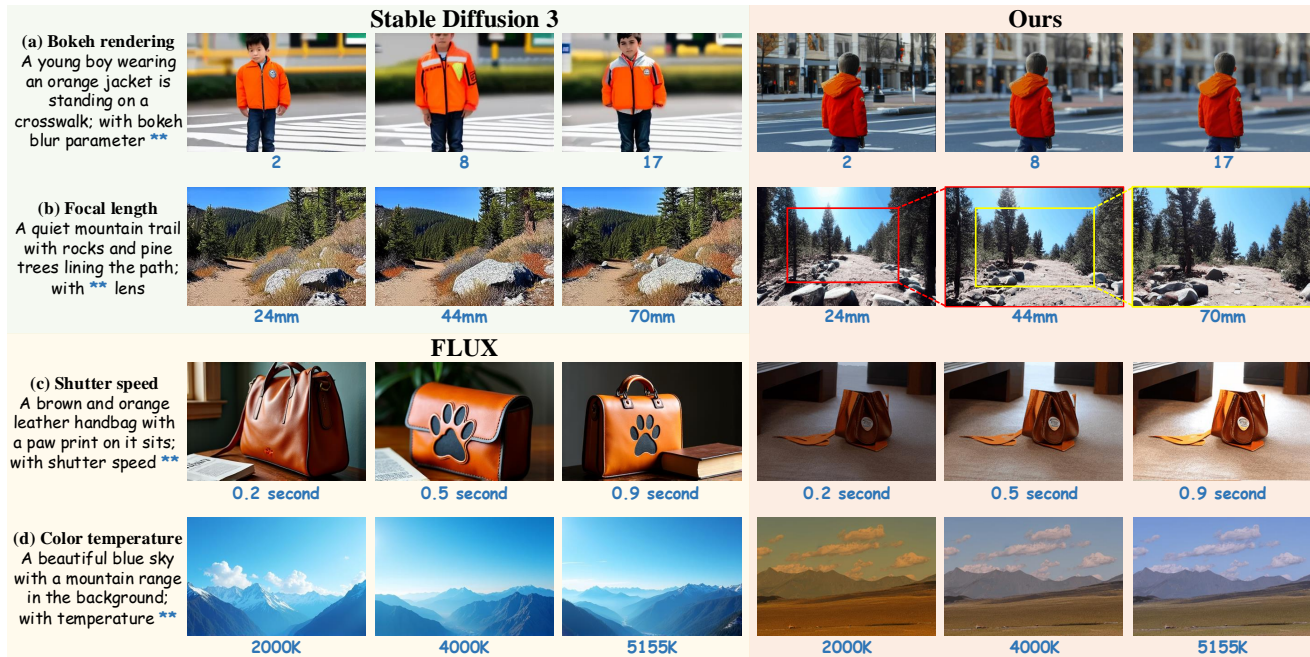 Stable Diffusion 3
Ours
(a) Bokeh rendering
A young boy wearing
an orange jacket is
standing on a
crosswalk; with bokeh
blur parameter **
2
8
17
2
8
17
(b) Focal length
A quiet mountain trail
with rocks and pine
trees lining the path;
with ** lens
24mm
44mm
70mm
24mm
44mm
70mm
FLUX
(c) Shutter speed
A brown and orange
leather handbag with
a paw print on it sits;
with shutter speed **
0.2 second
0.5 second
0.9 second
0.2 second
0.5 second
0.9 second
(d) Color temperature
A beautiful blue sky
with a mountain range
in the background;
with temperature **
2000K
4000K
5155K
2000K
4000K
5155K